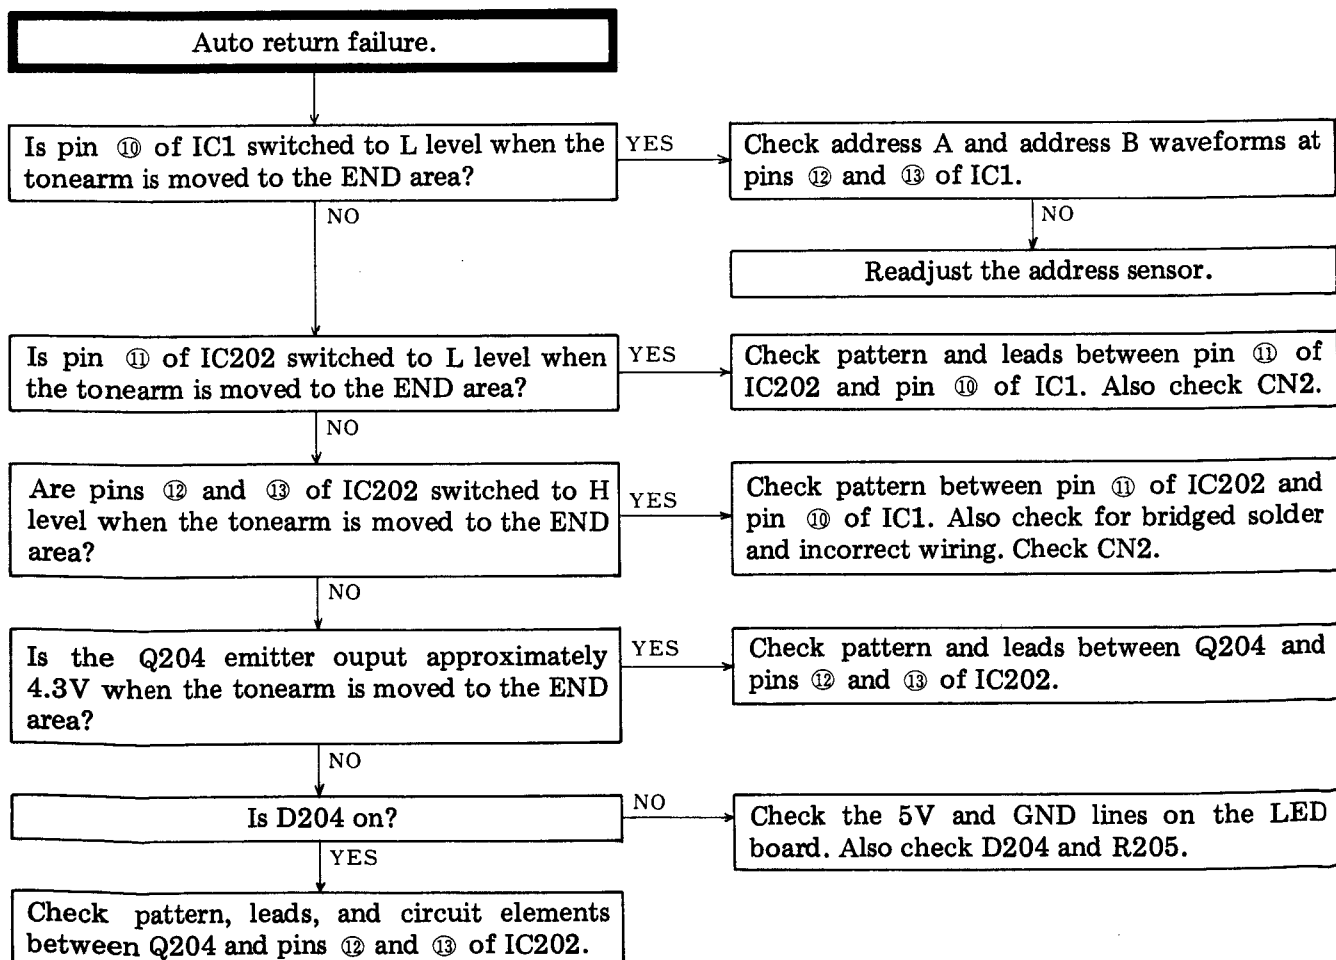 Auto return failure.
Is pin ⑩ of IC1 switched to L level when the
tonearm is moved to the END area?
YES
Check address A and address B waveforms at
pins ⑫ and ⑬ of IC1.
NO
NO
Readjust the address sensor.
Is pin ⑪ of IC202 switched to L level when
the tonearm is moved to the END area?
YES
Check pattern and leads between pin ⑪ of
IC202 and pin ⑩ of IC1. Also check CN2.
NO
Are pins ⑫ and ⑬ of IC202 switched to H
level when the tonearm is moved to the END
area?
YES
Check pattern between pin ⑪ of IC202 and
pin ⑩ of IC1. Also check for bridged solder
and incorrect wiring. Check CN2.
NO
Is the Q204 emitter ouput approximately
4.3V when the tonearm is moved to the END
area?
YES
Check pattern and leads between Q204 and
pins ⑫ and ⑬ of IC202.
NO
Is D204 on?
NO
Check the 5V and GND lines on the LED
board. Also check D204 and R205.
YES
Check pattern, leads, and circuit elements
between Q204 and pins ⑫ and ⑬ of IC202.